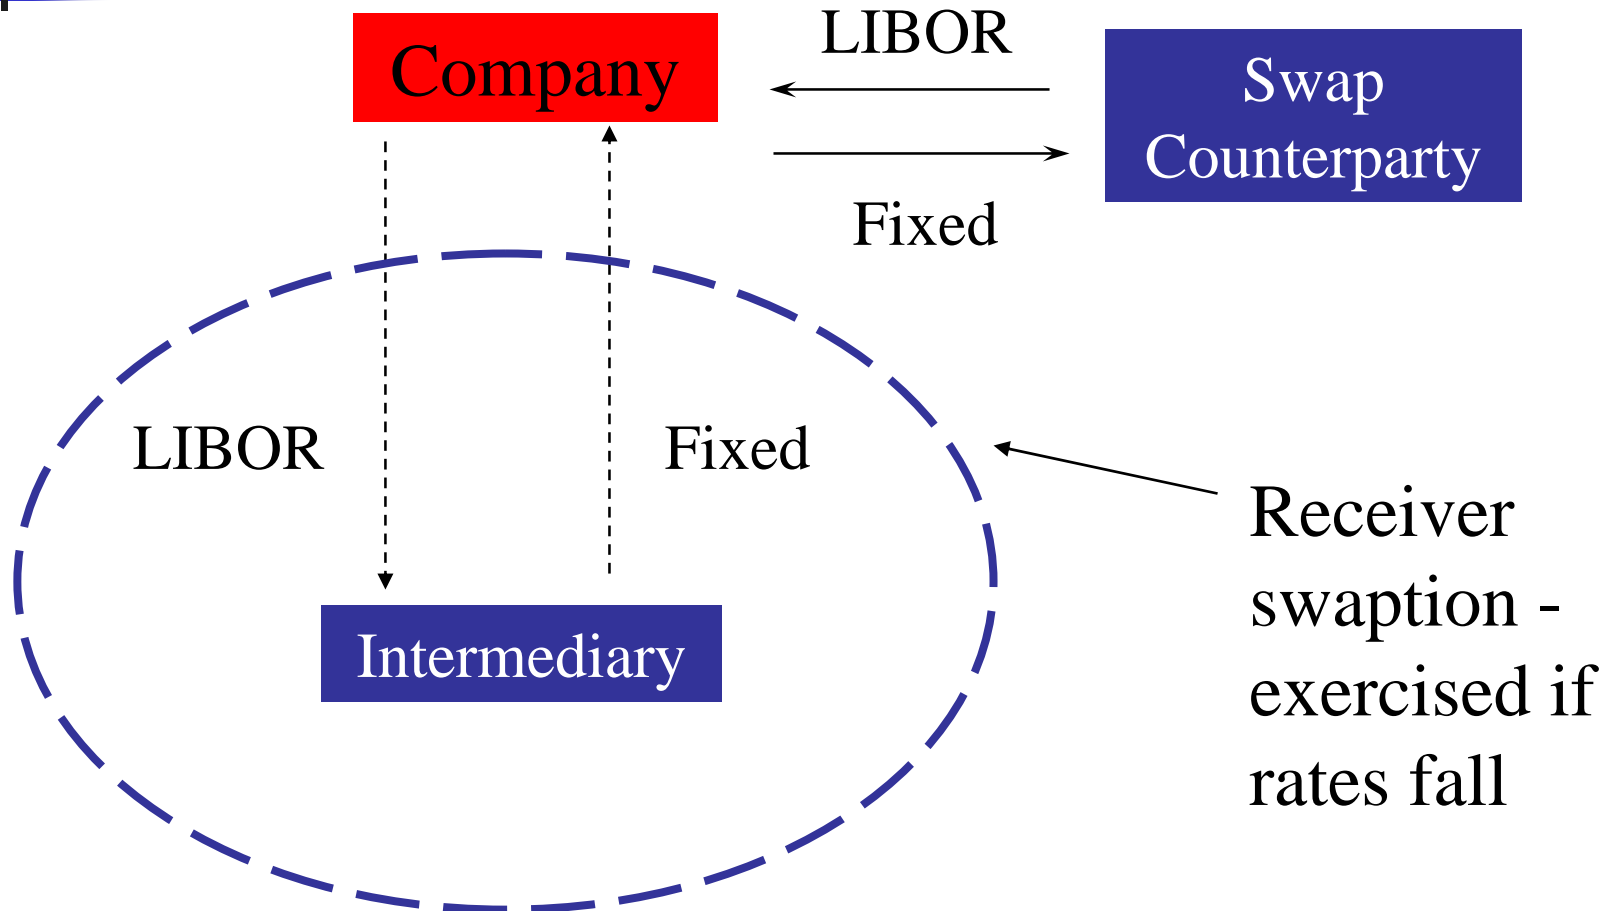 Company
LIBOR
Swap
Counterparty
Fixed
LIBOR
Fixed
Receiver
swaption -
exercised if
rates fall
Intermediary